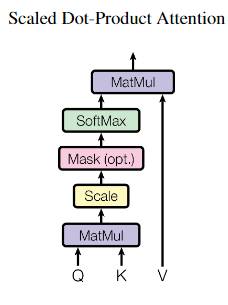 Scaled Dot-Product Attention
MatMul
SoftMax
Mask (opt.)
Scale
MatMul
Q K V